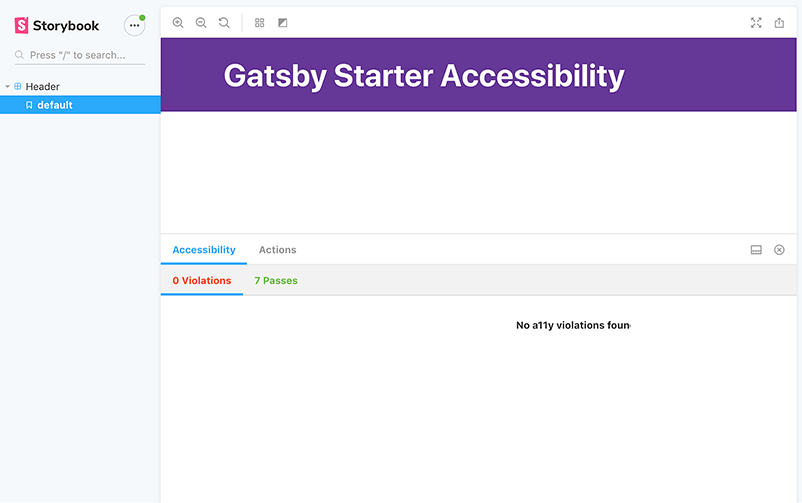 Storybook
Press "/" to search...
Header
default
Gatsby Starter Accessibility
Accessibility Actions
0 Violations 7 Passes
No a11y violations foun